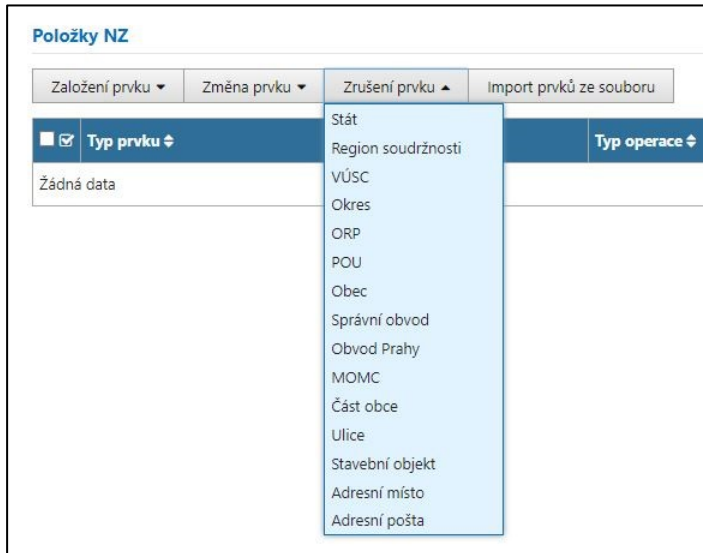 Položky NZ
Založení prvku Změna prvku Zrušení prvku Import prvků ze souboru
Typ prvku Typ operace
Žádná data
Stát
Region soudržnosti
VÚSC
Okres
ORP
POU
Obec
Správní obvod
Obvod Prahy
MOMC
Část obce
Ulice
Stavební objekt
Adresní místo
Adresní pošta